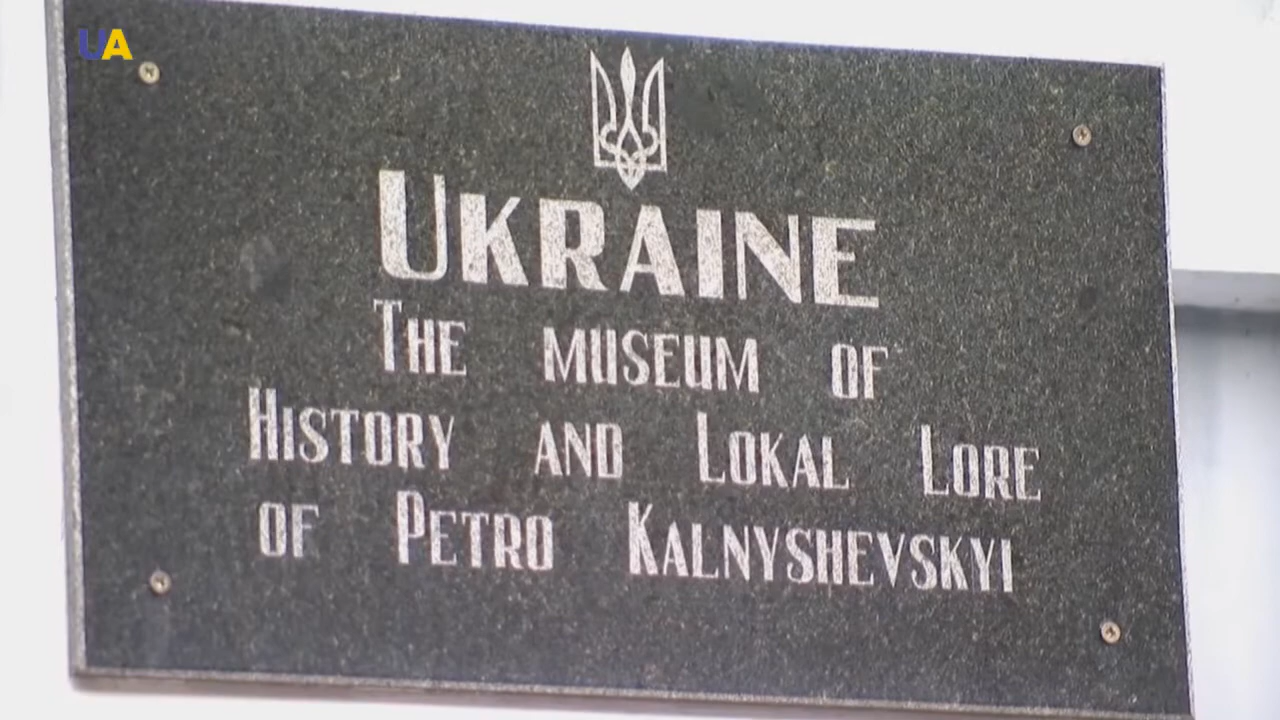 UA
UKRAINE
THE MUSEUM OF
HISTORY AND LOKAL LORE
OF PETRO KALNYSHEVSKYI